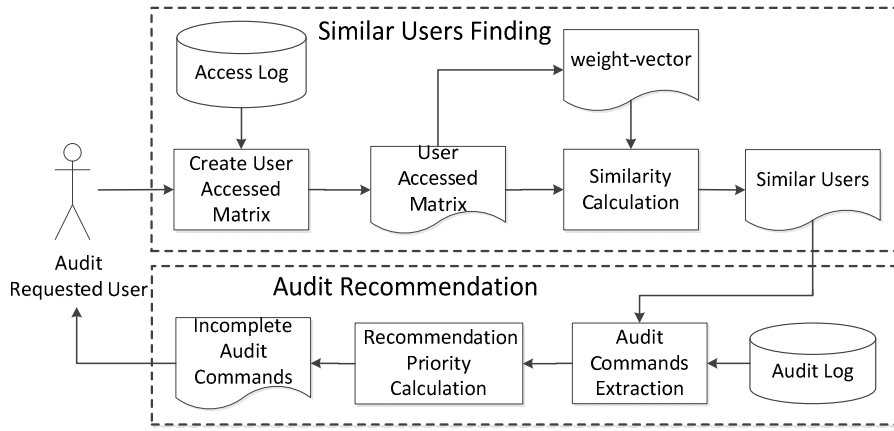 Similar Users Finding
Access Log
weight-vector
Create User
Accessed
Matrix
User
Accessed
Matrix
Similarity
Calculation
Similar Users
Audit
Requested User
Audit Recommendation
Incomplete
Audit
Commands
Recommendation
Priority
Calculation
Audit
Commands
Extraction
Audit Log